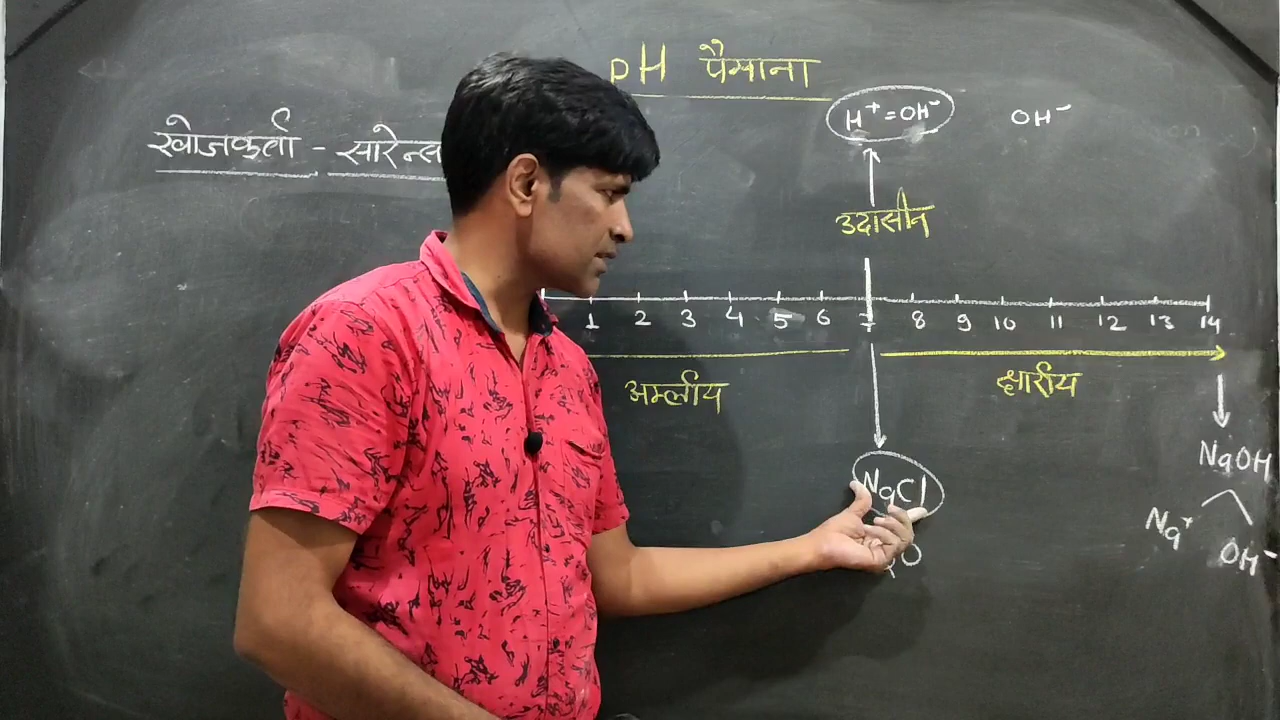 pH पैमाना
खोजकर्ता - सारेन्स
H⁺ = OH⁻ OH⁻
उदासीन
1 2 3 4 5 6 7 8 9 10 11 12 13 14
अम्लीय क्षारीय
NaCl NaOH
Na⁺ OH⁻
O